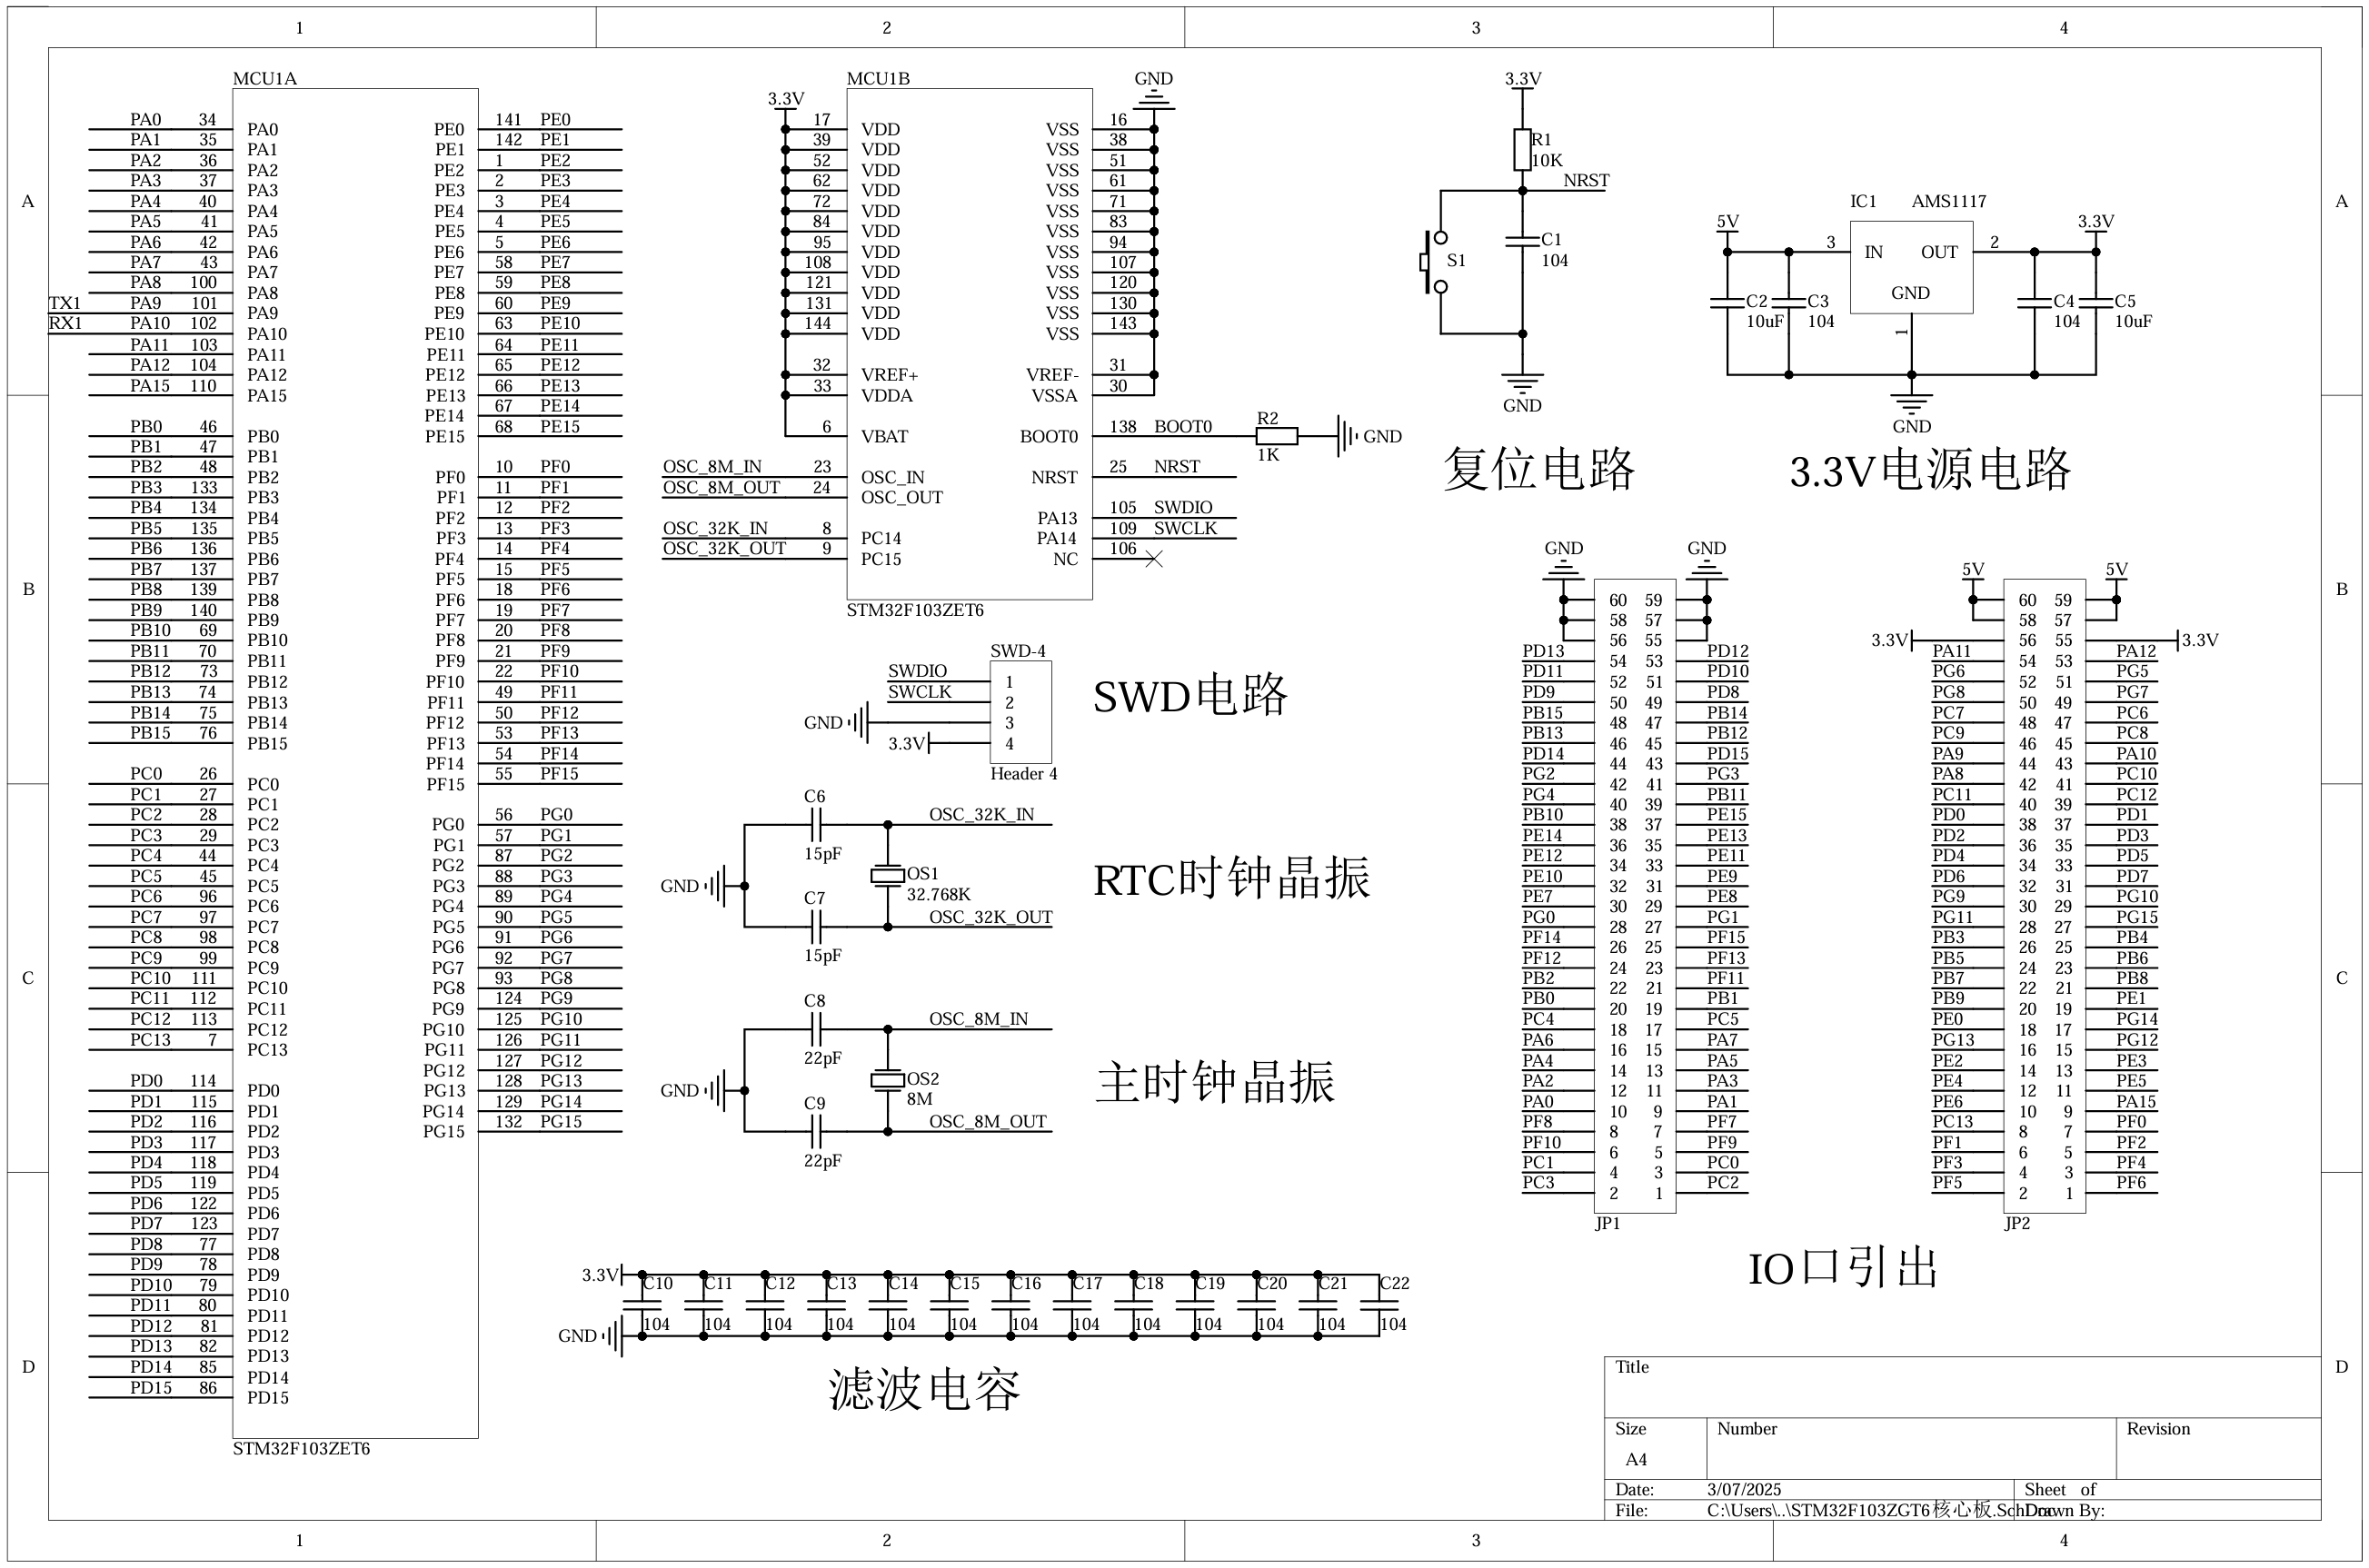 1 2 3 4
A A
B B
C C
D D
1 2 3 4
MCU1A
PA0 34 PA0
PA1 35 PA1
PA2 36 PA2
PA3 37 PA3
PA4 40 PA4
PA5 41 PA5
PA6 42 PA6
PA7 43 PA7
PA8 100 PA8
TX1 PA9 101 PA9
RX1 PA10 102 PA10
PA11 103 PA11
PA12 104 PA12
PA15 110 PA15
PB0 46 PB0
PB1 47 PB1
PB2 48 PB2
PB3 133 PB3
PB4 134 PB4
PB5 135 PB5
PB6 136 PB6
PB7 137 PB7
PB8 139 PB8
PB9 140 PB9
PB10 69 PB10
PB11 70 PB11
PB12 73 PB12
PB13 74 PB13
PB14 75 PB14
PB15 76 PB15
PC0 26 PC0
PC1 27 PC1
PC2 28 PC2
PC3 29 PC3
PC4 44 PC4
PC5 45 PC5
PC6 96 PC6
PC7 97 PC7
PC8 98 PC8
PC9 99 PC9
PC10 111 PC10
PC11 112 PC11
PC12 113 PC12
PC13 7 PC13
PD0 114 PD0
PD1 115 PD1
PD2 116 PD2
PD3 117 PD3
PD4 118 PD4
PD5 119 PD5
PD6 122 PD6
PD7 123 PD7
PD8 77 PD8
PD9 78 PD9
PD10 79 PD10
PD11 80 PD11
PD12 81 PD12
PD13 82 PD13
PD14 85 PD14
PD15 86 PD15
PE0 141 PE0
PE1 142 PE1
PE2 1 PE2
PE3 2 PE3
PE4 3 PE4
PE5 4 PE5
PE6 5 PE6
PE7 58 PE7
PE8 59 PE8
PE9 60 PE9
PE10 63 PE10
PE11 64 PE11
PE12 65 PE12
PE13 66 PE13
PE14 67 PE14
PE15 68 PE15
PF0 10 PF0
PF1 11 PF1
PF2 12 PF2
PF3 13 PF3
PF4 14 PF4
PF5 15 PF5
PF6 18 PF6
PF7 19 PF7
PF8 20 PF8
PF9 21 PF9
PF10 22 PF10
PF11 49 PF11
PF12 50 PF12
PF13 53 PF13
PF14 54 PF14
PF15 55 PF15
PG0 56 PG0
PG1 57 PG1
PG2 87 PG2
PG3 88 PG3
PG4 89 PG4
PG5 90 PG5
PG6 91 PG6
PG7 92 PG7
PG8 93 PG8
PG9 124 PG9
PG10 125 PG10
PG11 126 PG11
PG12 127 PG12
PG13 128 PG13
PG14 129 PG14
PG15 132 PG15
STM32F103ZET6
MCU1B
3.3V GND
17 VDD VSS 16
39 VDD VSS 38
52 VDD VSS 51
62 VDD VSS 61
72 VDD VSS 71
84 VDD VSS 83
95 VDD VSS 94
108 VDD VSS 107
121 VDD VSS 120
131 VDD VSS 130
144 VDD VSS 143
32 VREF+ VREF- 31
33 VDDA VSSA 30
6 VBAT BOOT0 138 BOOT0 R2 1K GND
OSC_8M_IN 23 OSC_IN NRST 25 NRST
OSC_8M_OUT 24 OSC_OUT
PA13 105 SWDIO
OSC_32K_IN 8 PC14 PA14 109 SWCLK
OSC_32K_OUT 9 PC15 NC 106
STM32F103ZET6
3.3V
R1
10K
NRST
S1
C1
104
GND
复位电路
IC1 AMS1117
5V 3 IN OUT 2 3.3V
GND
1
C2
10uF
C3
104
C4
104
C5
10uF
GND
3.3V电源电路
SWD-4
SWDIO 1
SWCLK 2
GND 3
3.3V 4
Header 4
SWD电路
C6
15pF
OSC_32K_IN
GND
OS1
32.768K
C7
15pF
OSC_32K_OUT
RTC时钟晶振
C8
22pF
OSC_8M_IN
GND
OS2
8M
C9
22pF
OSC_8M_OUT
主时钟晶振
3.3V C10 C11 C12 C13 C14 C15 C16 C17 C18 C19 C20 C21 C22
GND 104 104 104 104 104 104 104 104 104 104 104 104 104
滤波电容
GND GND
60 59
58 57
56 55
PD13 54 53 PD12
PD11 52 51 PD10
PD9 50 49 PD8
PB15 48 47 PB14
PB13 46 45 PB12
PD14 44 43 PD15
PG2 42 41 PG3
PG4 40 39 PB11
PB10 38 37 PE15
PE14 36 35 PE13
PE12 34 33 PE11
PE10 32 31 PE9
PE7 30 29 PE8
PG0 28 27 PG1
PF14 26 25 PF15
PF12 24 23 PF13
PB2 22 21 PF11
PB0 20 19 PB1
PC4 18 17 PC5
PA6 16 15 PA7
PA4 14 13 PA5
PA2 12 11 PA3
PA0 10 9 PA1
PF8 8 7 PF7
PF10 6 5 PF9
PC1 4 3 PC0
PC3 2 1 PC2
JP1
5V 5V
60 59
58 57
3.3V 56 55 3.3V
PA11 54 53 PA12
PG6 52 51 PG5
PG8 50 49 PG7
PC7 48 47 PC6
PC9 46 45 PC8
PA9 44 43 PA10
PA8 42 41 PC10
PC11 40 39 PC12
PD0 38 37 PD1
PD2 36 35 PD3
PD4 34 33 PD5
PD6 32 31 PD7
PG9 30 29 PG10
PG11 28 27 PG15
PB3 26 25 PB4
PB5 24 23 PB6
PB7 22 21 PB8
PB9 20 19 PE1
PE0 18 17 PG14
PG13 16 15 PG12
PE2 14 13 PE3
PE4 12 11 PE5
PE6 10 9 PA15
PC13 8 7 PF0
PF1 6 5 PF2
PF3 4 3 PF4
PF5 2 1 PF6
JP2
IO口引出
Title
Size Number Revision
A4
Date: 3/07/2025 Sheet of
File: C:\Users\..\STM32F103ZGT6核心板.SchDoc Drawn By: